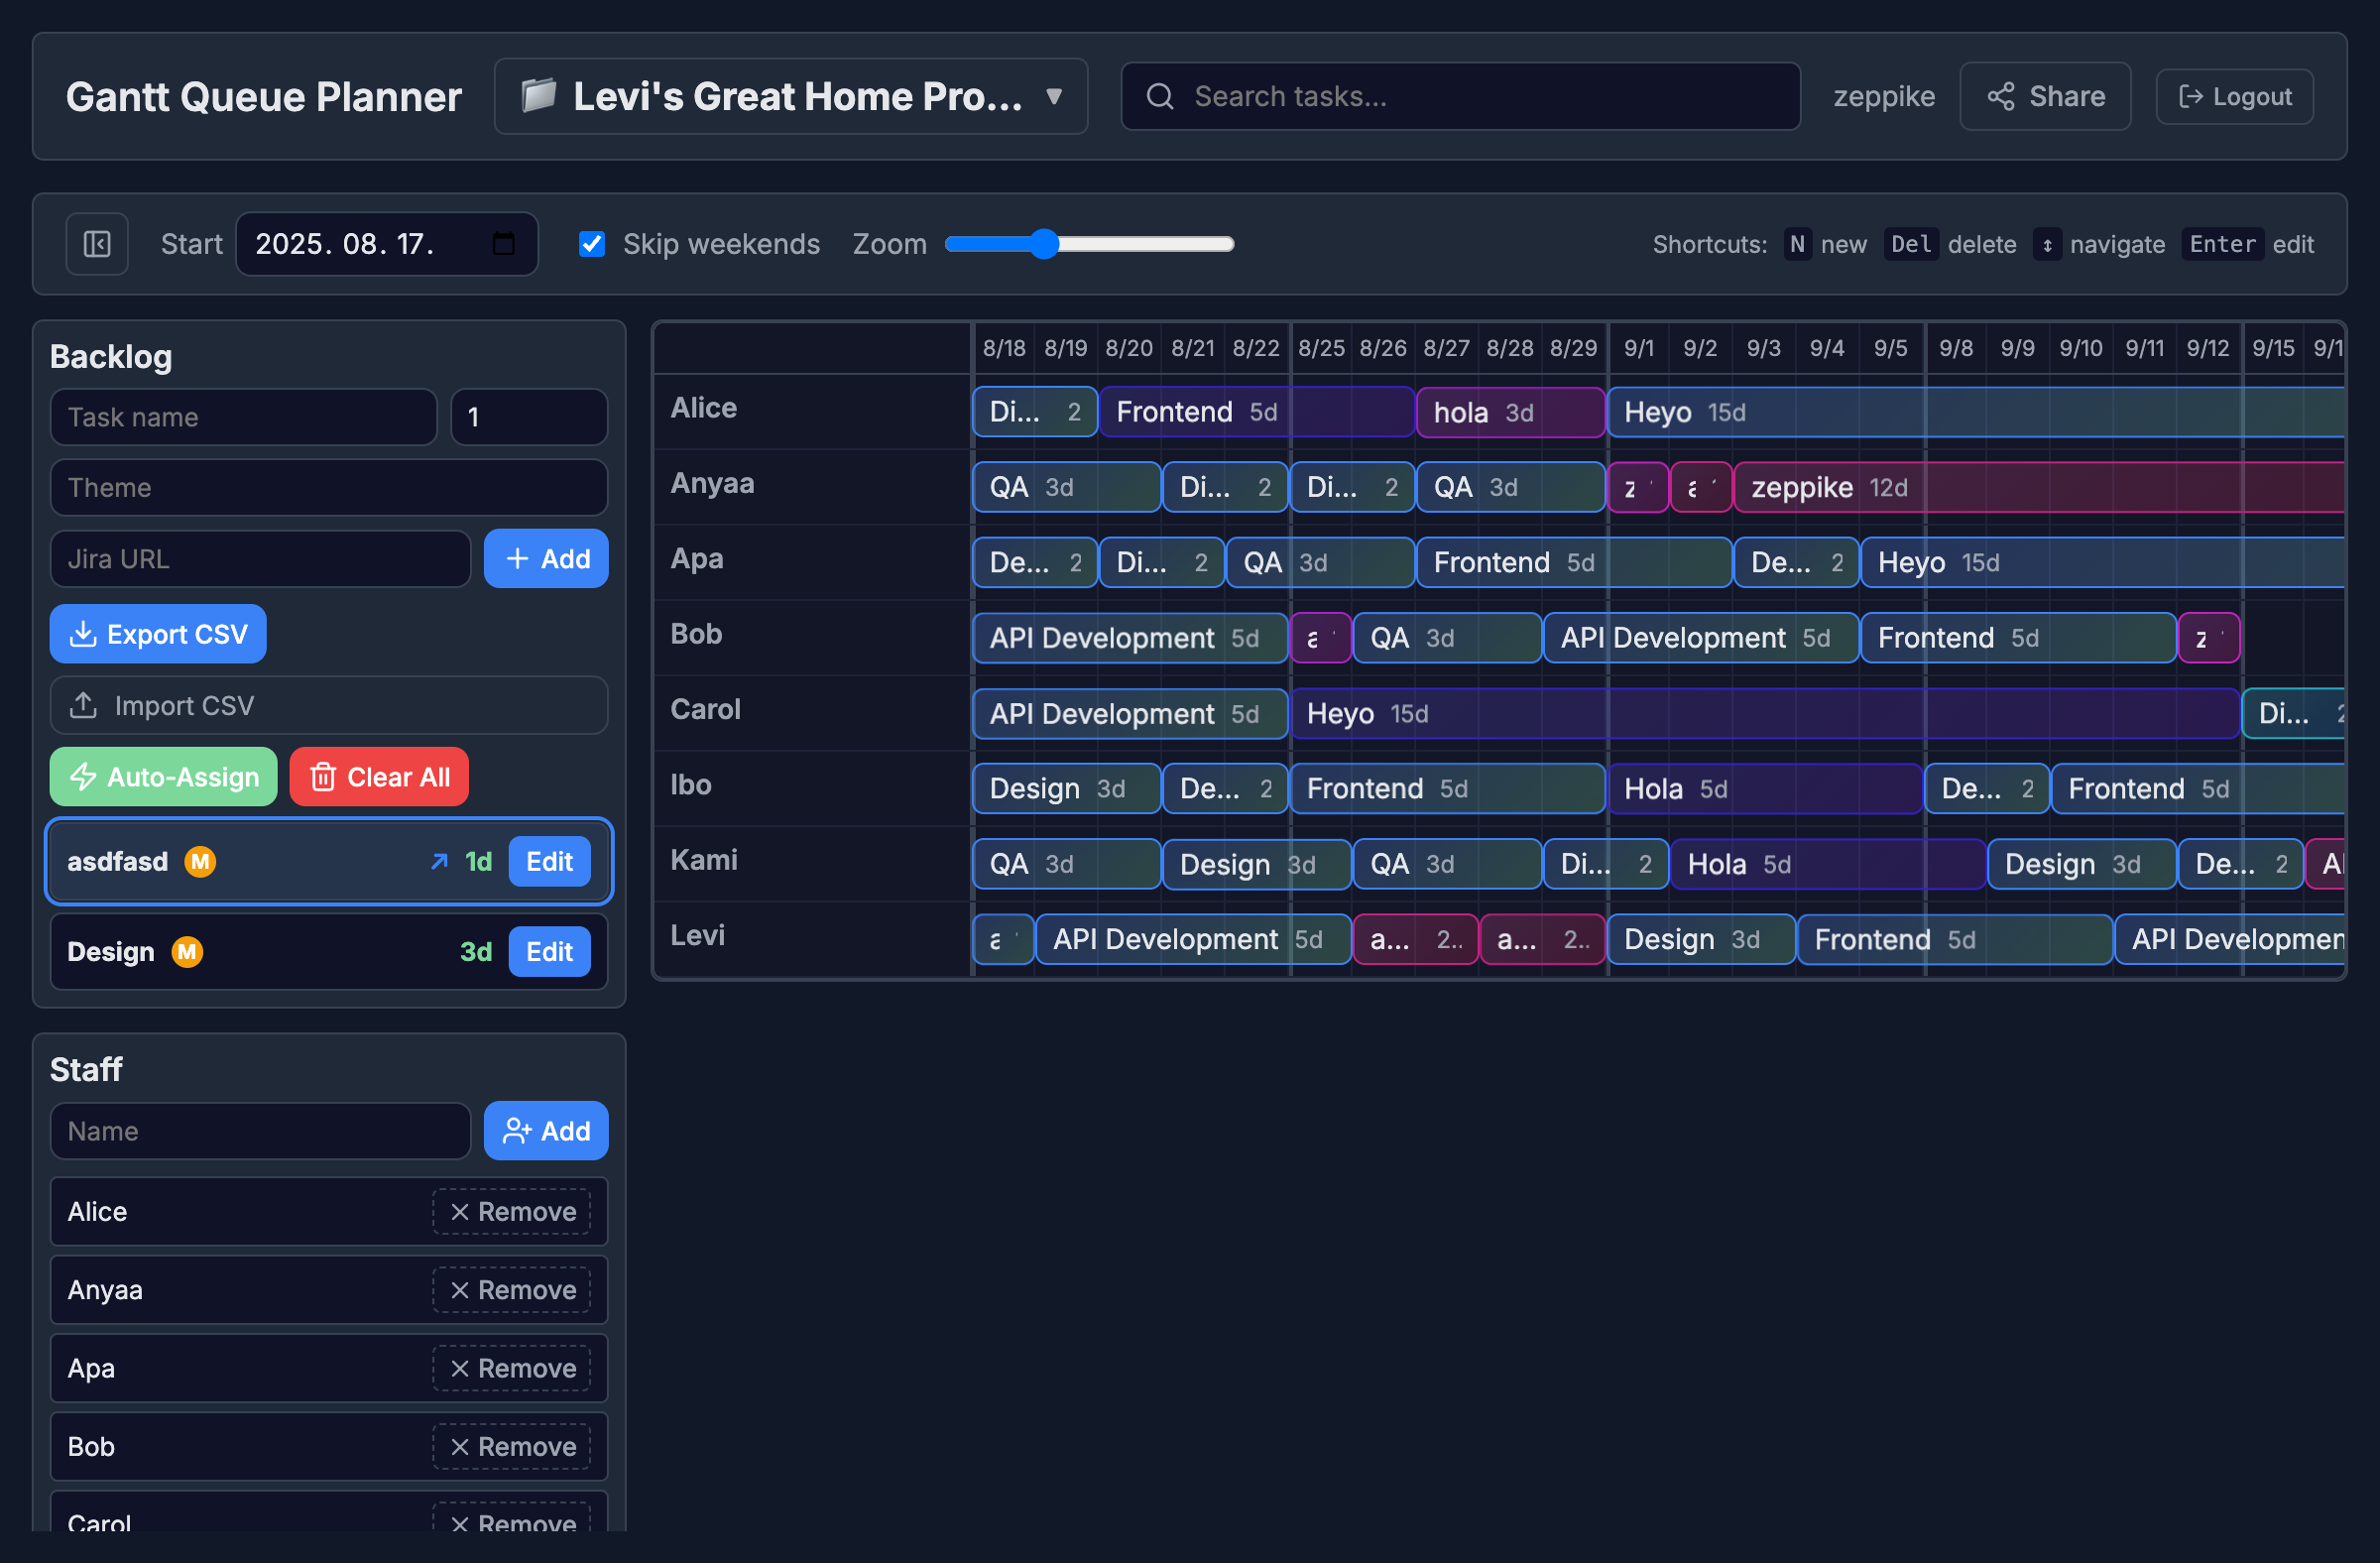 Gantt Queue Planner
Levi's Great Home Pro... ▼
Search tasks...
zeppike
Share
Logout
Start 2025. 08. 17.
Skip weekends
Zoom
Shortcuts: N new Del delete ↕ navigate Enter edit
Backlog
Task name 1
Theme
Jira URL + Add
Export CSV
Import CSV
Auto-Assign Clear All
asdfasd M 1d Edit
Design M 3d Edit
Staff
Name Add
Alice Remove
Anyaa Remove
Apa Remove
Bob Remove
Carol Remove
8/18 8/19 8/20 8/21 8/22 8/25 8/26 8/27 8/28 8/29 9/1 9/2 9/3 9/4 9/5 9/8 9/9 9/10 9/11 9/12 9/15
Alice Di... 2 Frontend 5d hola 3d Heyo 15d
Anyaa QA 3d Di... 2 Di... 2 QA 3d z a zeppike 12d
Apa De... 2 Di... 2 QA 3d Frontend 5d De... 2 Heyo 15d
Bob API Development 5d a QA 3d API Development 5d Frontend 5d z
Carol API Development 5d Heyo 15d Di... 2
Ibo Design 3d De... 2 Frontend 5d Hola 5d De... 2 Frontend 5d
Kami QA 3d Design 3d QA 3d Di... 2 Hola 5d Design 3d De... 2
Levi a API Development 5d a... 2.. a... 2.. Design 3d Frontend 5d API Developmen